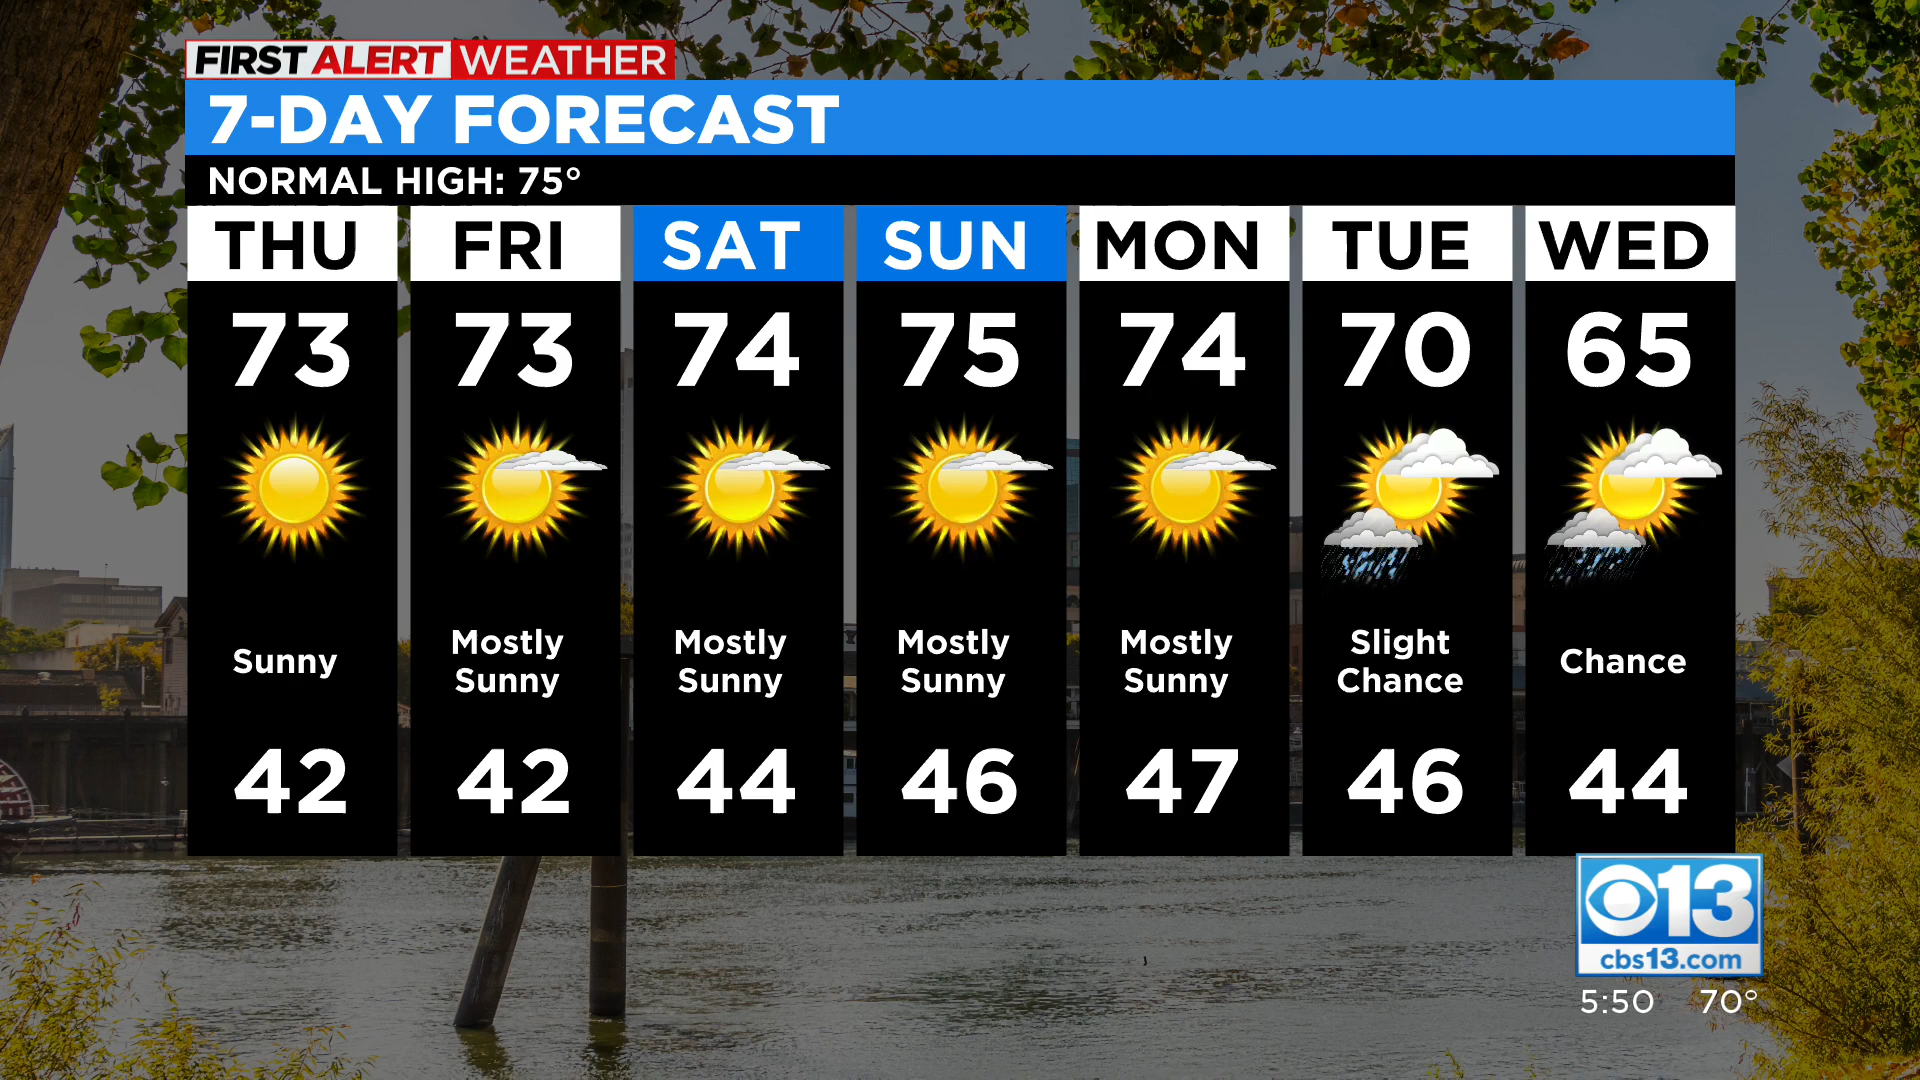 FIRST ALERT WEATHER
7-DAY FORECAST
NORMAL HIGH: 75°
THU FRI SAT SUN MON TUE WED
73 73 74 75 74 70 65
Sunny
Mostly
Sunny
Mostly
Sunny
Mostly
Sunny
Mostly
Sunny
Slight
Chance
Chance
42 42 44 46 47 46 44
13
cbs13.com
5:50 70°